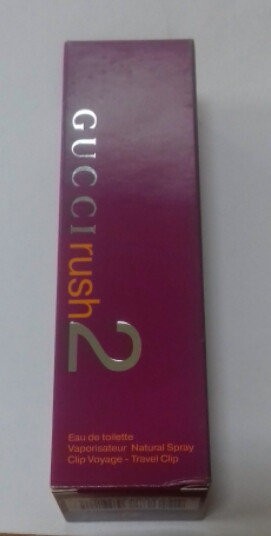 GUCCI rush 2
Eau de toilette
Vaporisateur Natural Spray
Clip Voyage - Travel Clip